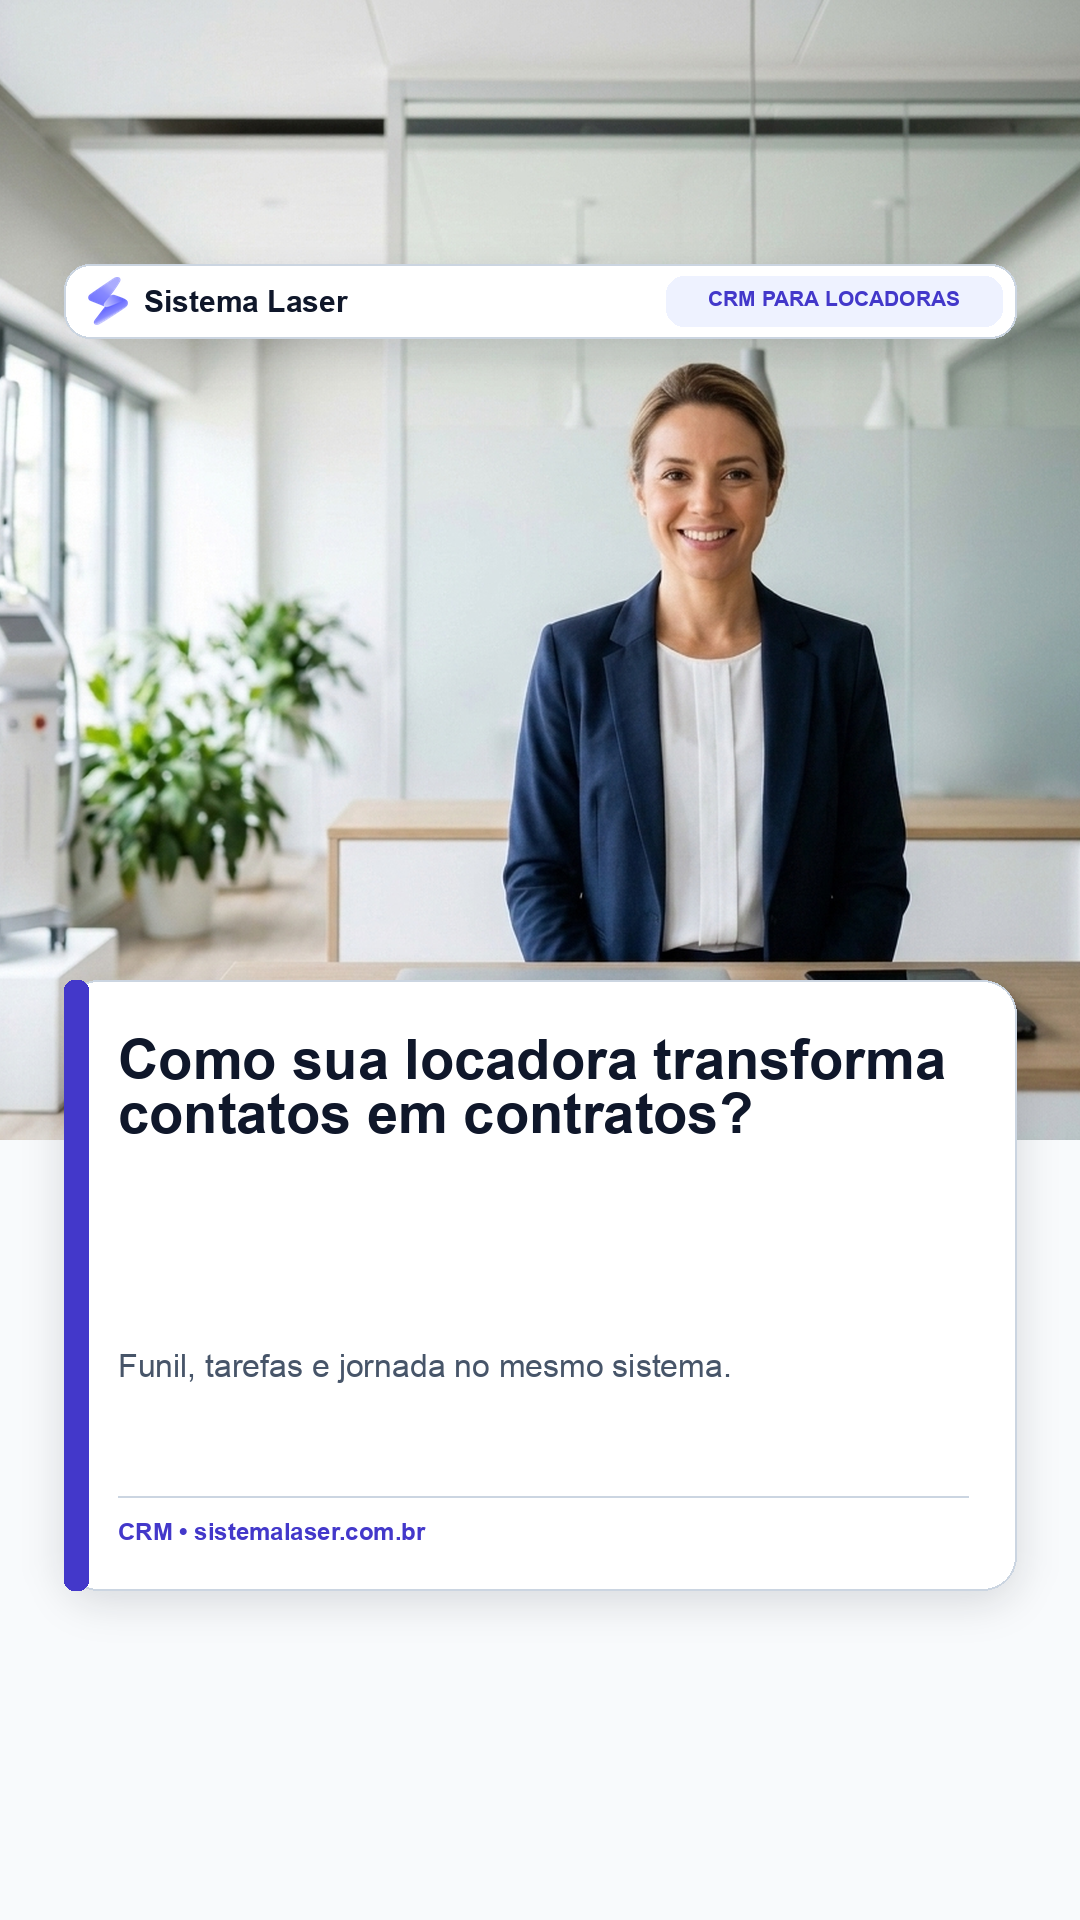 Sistema Laser
CRM PARA LOCADORAS
Como sua locadora transforma
contatos em contratos?
Funil, tarefas e jornada no mesmo sistema.
CRM • sistemalaser.com.br